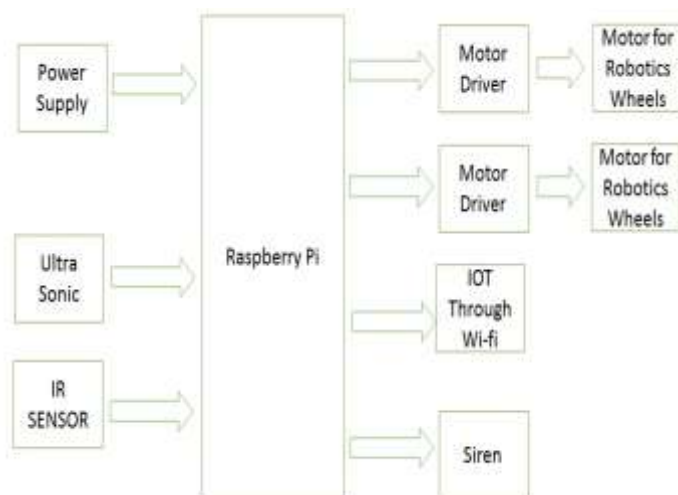 Power
Supply
Ultra
Sonic
IR
SENSOR
Raspberry Pi
Motor
Driver
Motor for
Robotics
Wheels
Motor
Driver
Motor for
Robotics
Wheels
IOT
Through
Wi-fi
Siren